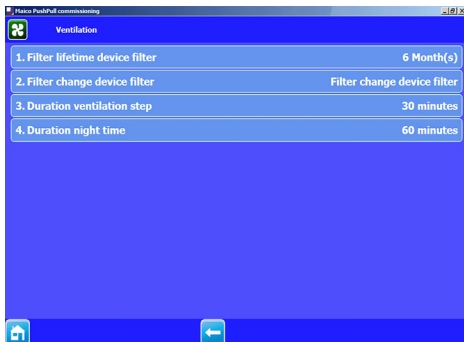 Maico PushPull commissioning
Ventilation
1. Filter lifetime device filter 6 Month(s)
2. Filter change device filter Filter change device filter
3. Duration ventilation step 30 minutes
4. Duration night time 60 minutes